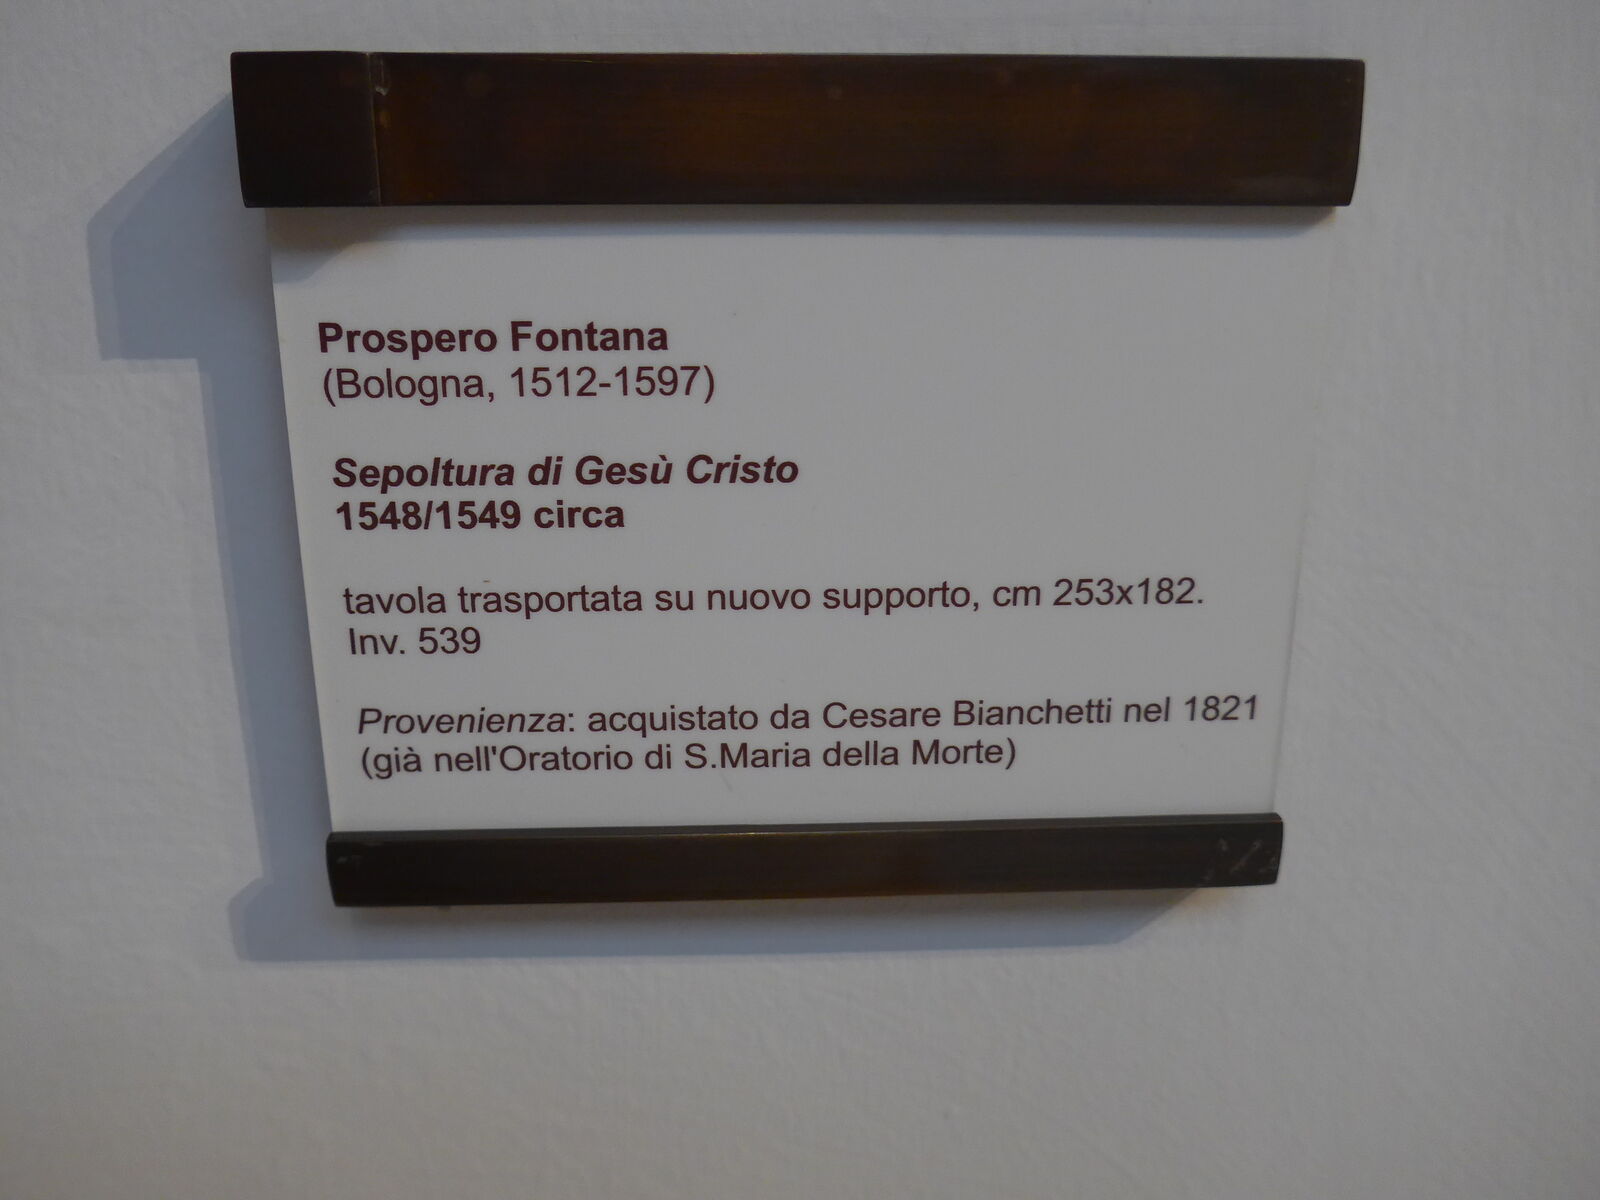 Prospero Fontana
(Bologna, 1512-1597)
Sepoltura di Gesù Cristo
1548/1549 circa
tavola trasportata su nuovo supporto, cm 253x182.
Inv. 539
Provenienza: acquistato da Cesare Bianchetti nel 1821
(già nell'Oratorio di S.Maria della Morte)